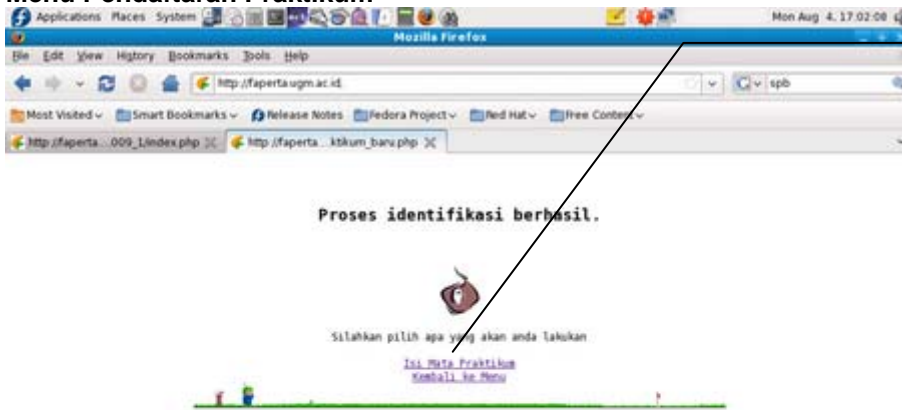 Menu Pendaftaran Praktikum
Applications Places System
Mon Aug 4, 17:02:08
Mozilla Firefox
File Edit View History Bookmarks Tools Help
http://faperta.ugm.ac.id
spb
Most Visited Smart Bookmarks Release Notes Fedora Project Red Hat Free Content
http://faperta...009_1/index.php http://faperta...ktikum_baru.php
Proses identifikasi berhasil.
Silahkan pilih apa yang akan anda lakukan
Isi Mata Praktikum
Kembali ke Menu